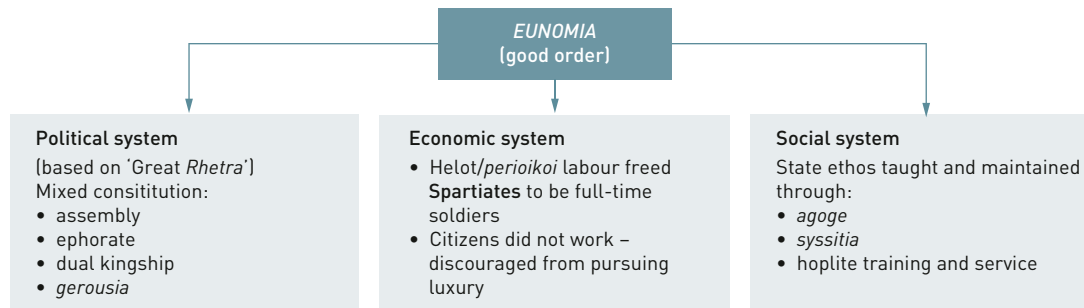 EUNOMIA
(good order)
Political system
(based on ‘Great Rhetra’)
Mixed consititution:
• assembly
• ephorate
• dual kingship
• gerousia
Economic system
• Helot/perioikoi labour freed
Spartiates to be full-time
soldiers
• Citizens did not work –
discouraged from pursuing
luxury
Social system
State ethos taught and maintained
through:
• agoge
• syssitia
• hoplite training and service